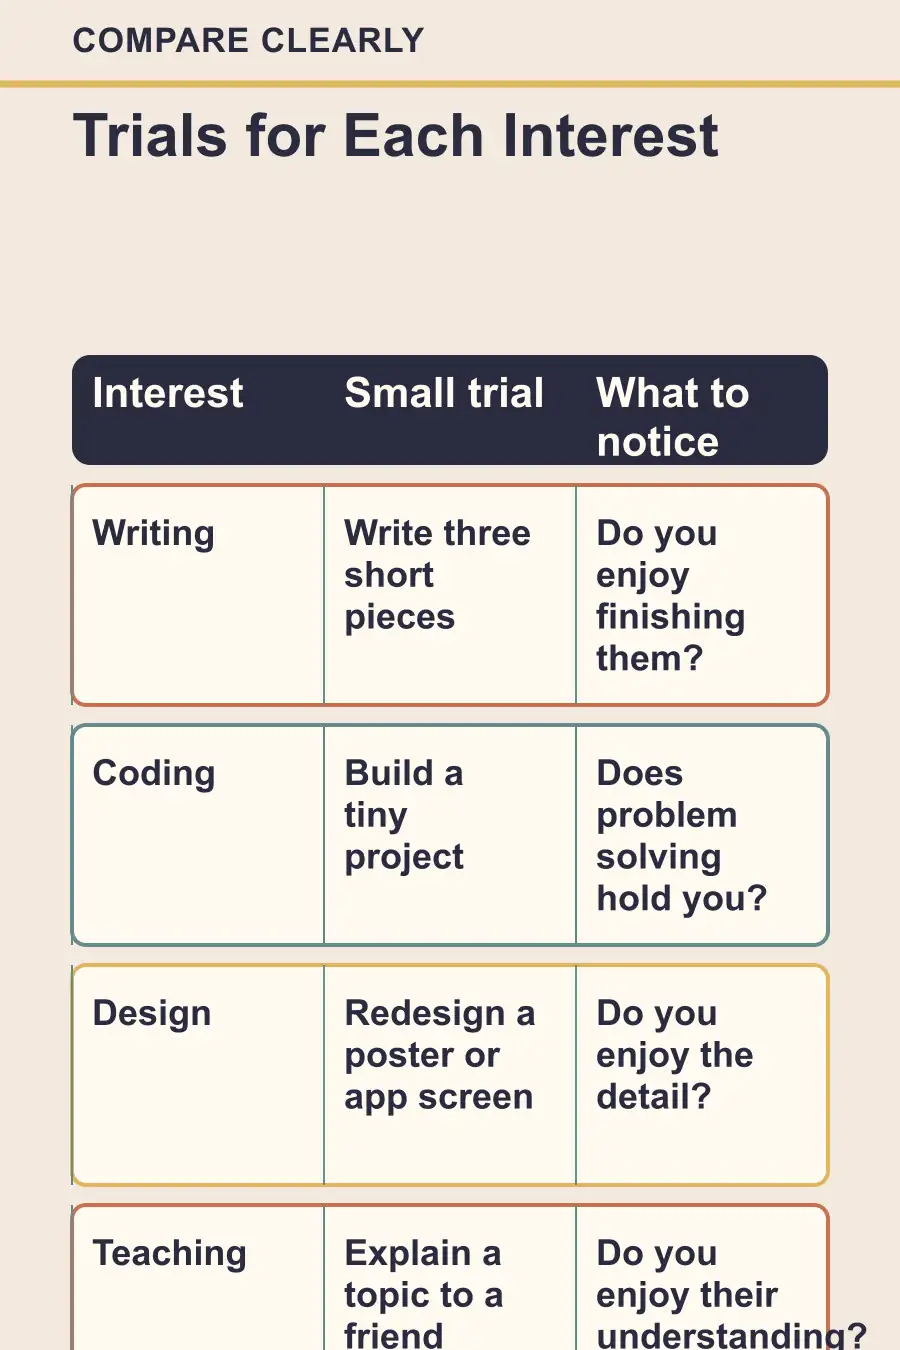 COMPARE CLEARLY
Trials for Each Interest
Interest
Small trial
What to
notice
Writing
Write three
short
pieces
Do you
enjoy
finishing
them?
Coding
Build a
tiny
project
Does
problem
solving
hold you?
Design
Redesign a
poster or
app screen
Do you
enjoy the
detail?
Teaching
Explain a
topic to a
friend
Do you
enjoy their
understanding?